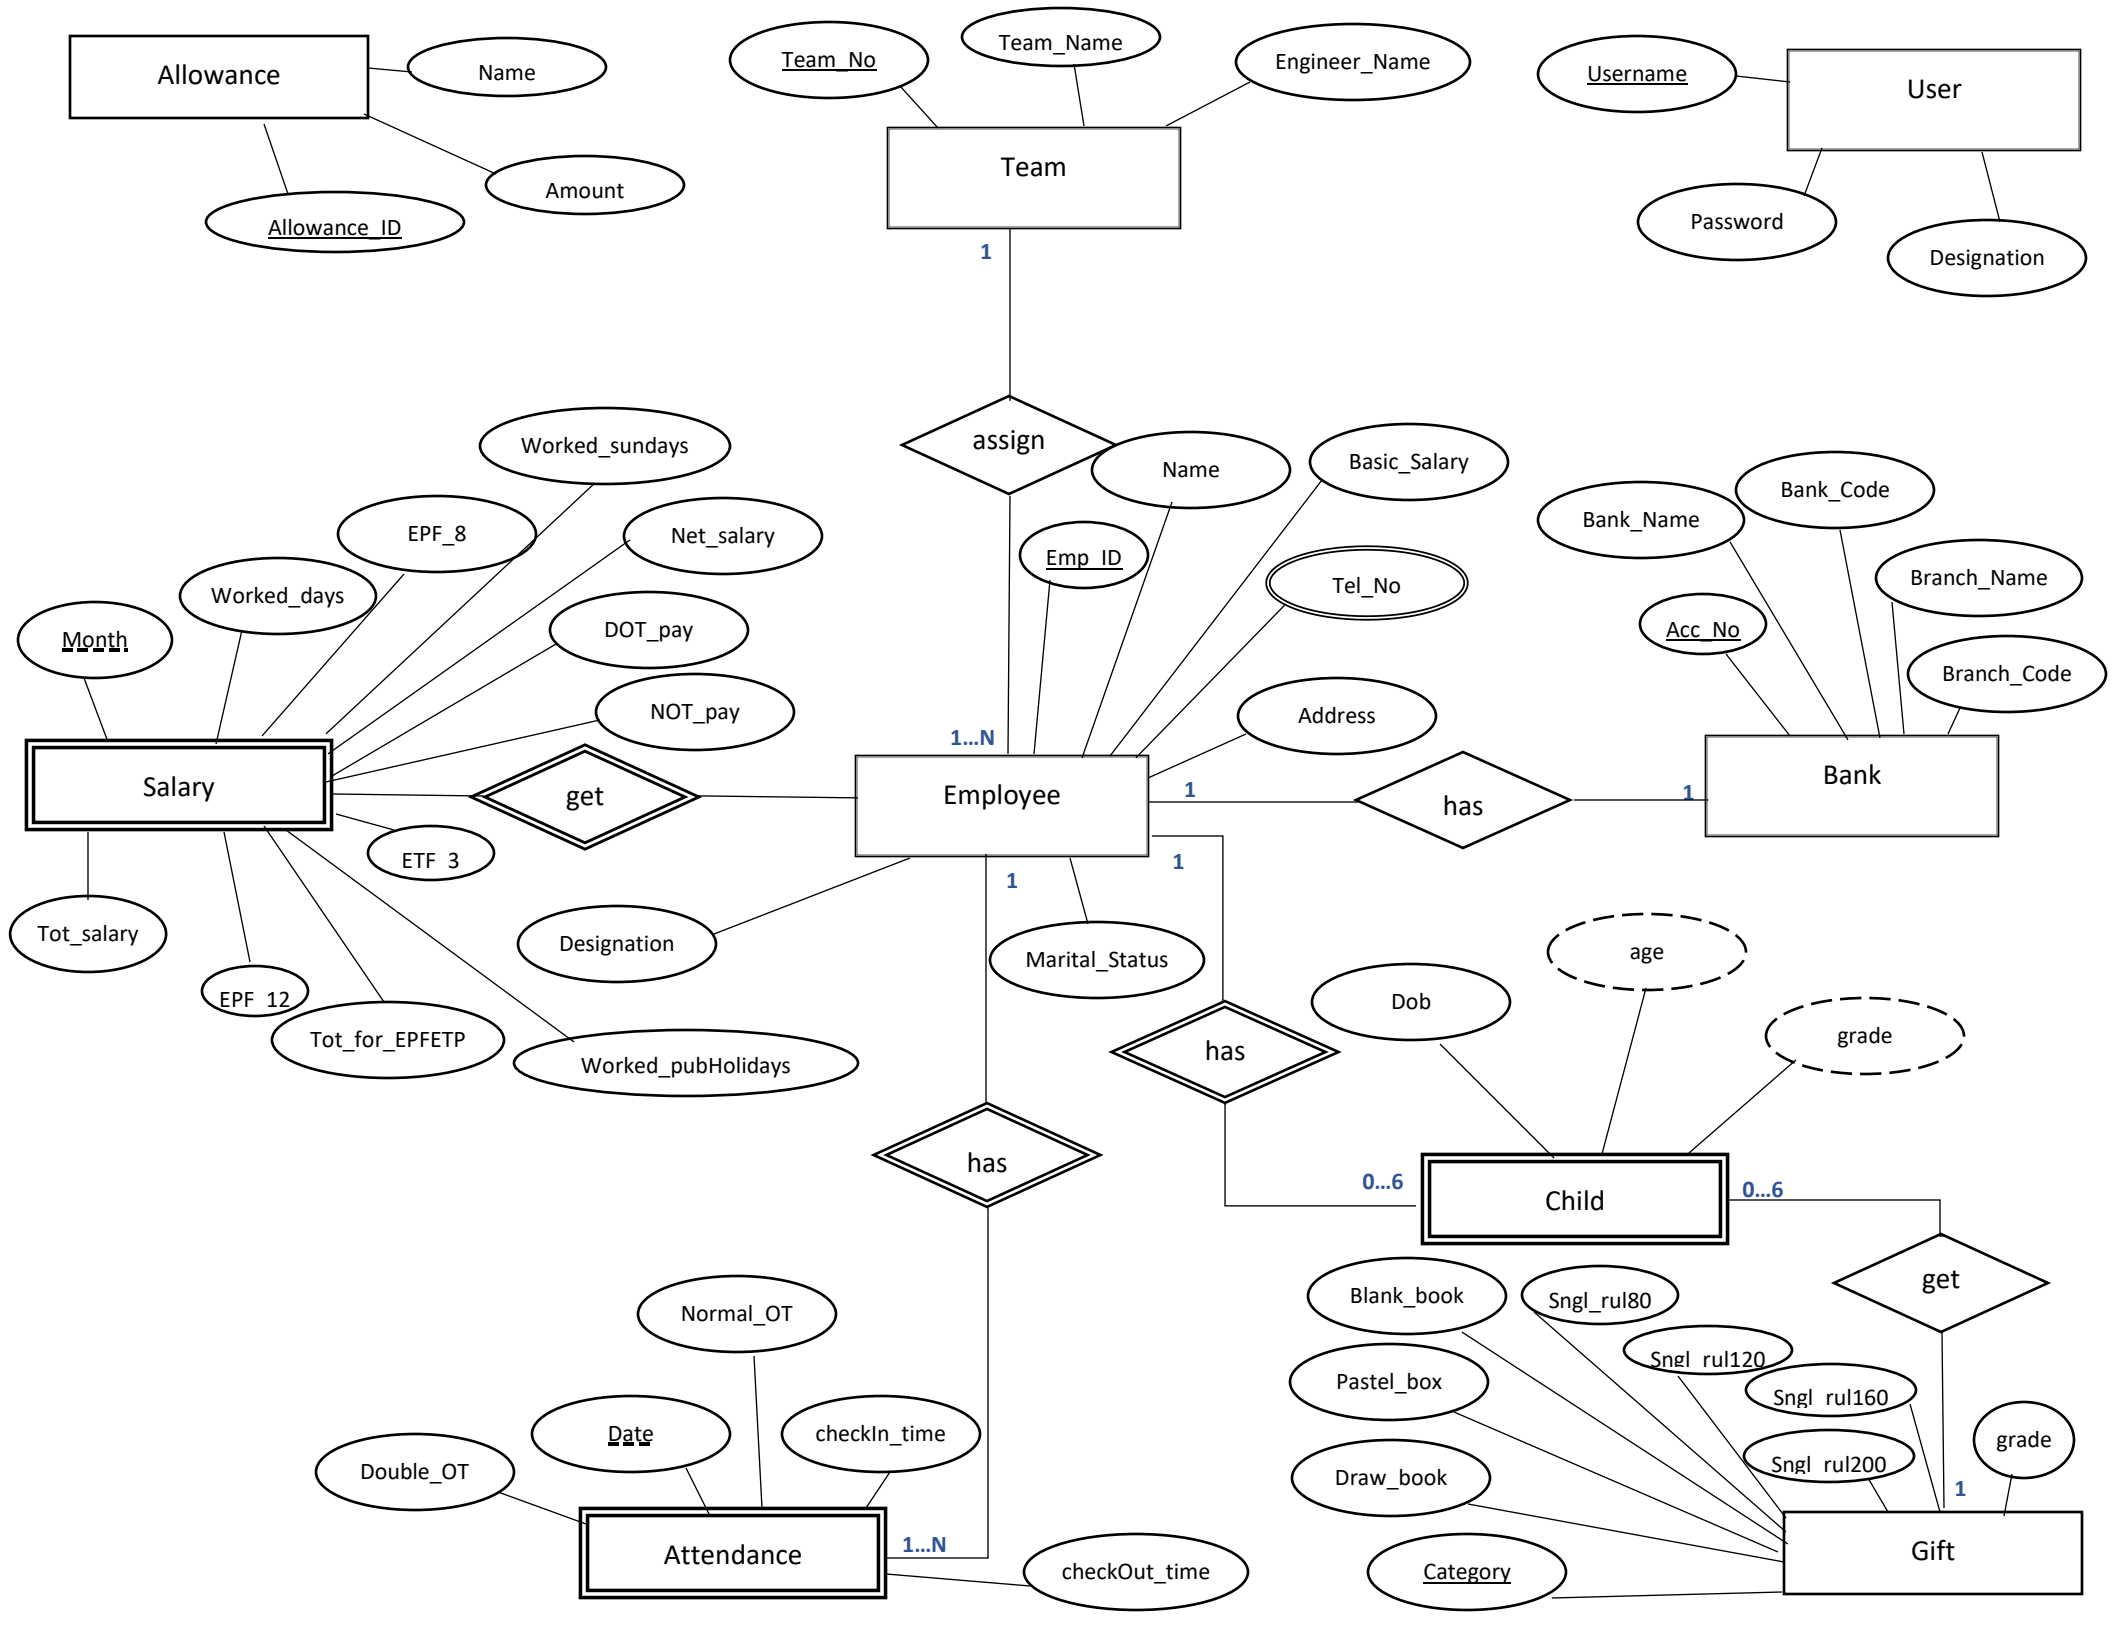 Allowance
Name
Amount
Allowance_ID
Team_No
Team_Name
Engineer_Name
Team
Username
User
Password
Designation
1
assign
Worked_sundays
EPF_8
Net_salary
Worked_days
DOT_pay
Month
NOT_pay
Salary
get
ETF_3
Tot_salary
EPF_12
Tot_for_EPFETP
Worked_pubHolidays
Name
Basic_Salary
Emp_ID
Tel_No
Address
1...N
Employee
1
has
1
Bank_Name
Bank_Code
Branch_Name
Acc_No
Branch_Code
Bank
1
1
Designation
Marital_Status
has
has
Dob
age
grade
0...6
Child
0...6
get
Normal_OT
Date
checkIn_time
Double_OT
Attendance
1...N
checkOut_time
Blank_book
Sngl_rul80
Sngl_rul120
Pastel_box
Sngl_rul160
grade
Draw_book
Sngl_rul200
1
Category
Gift